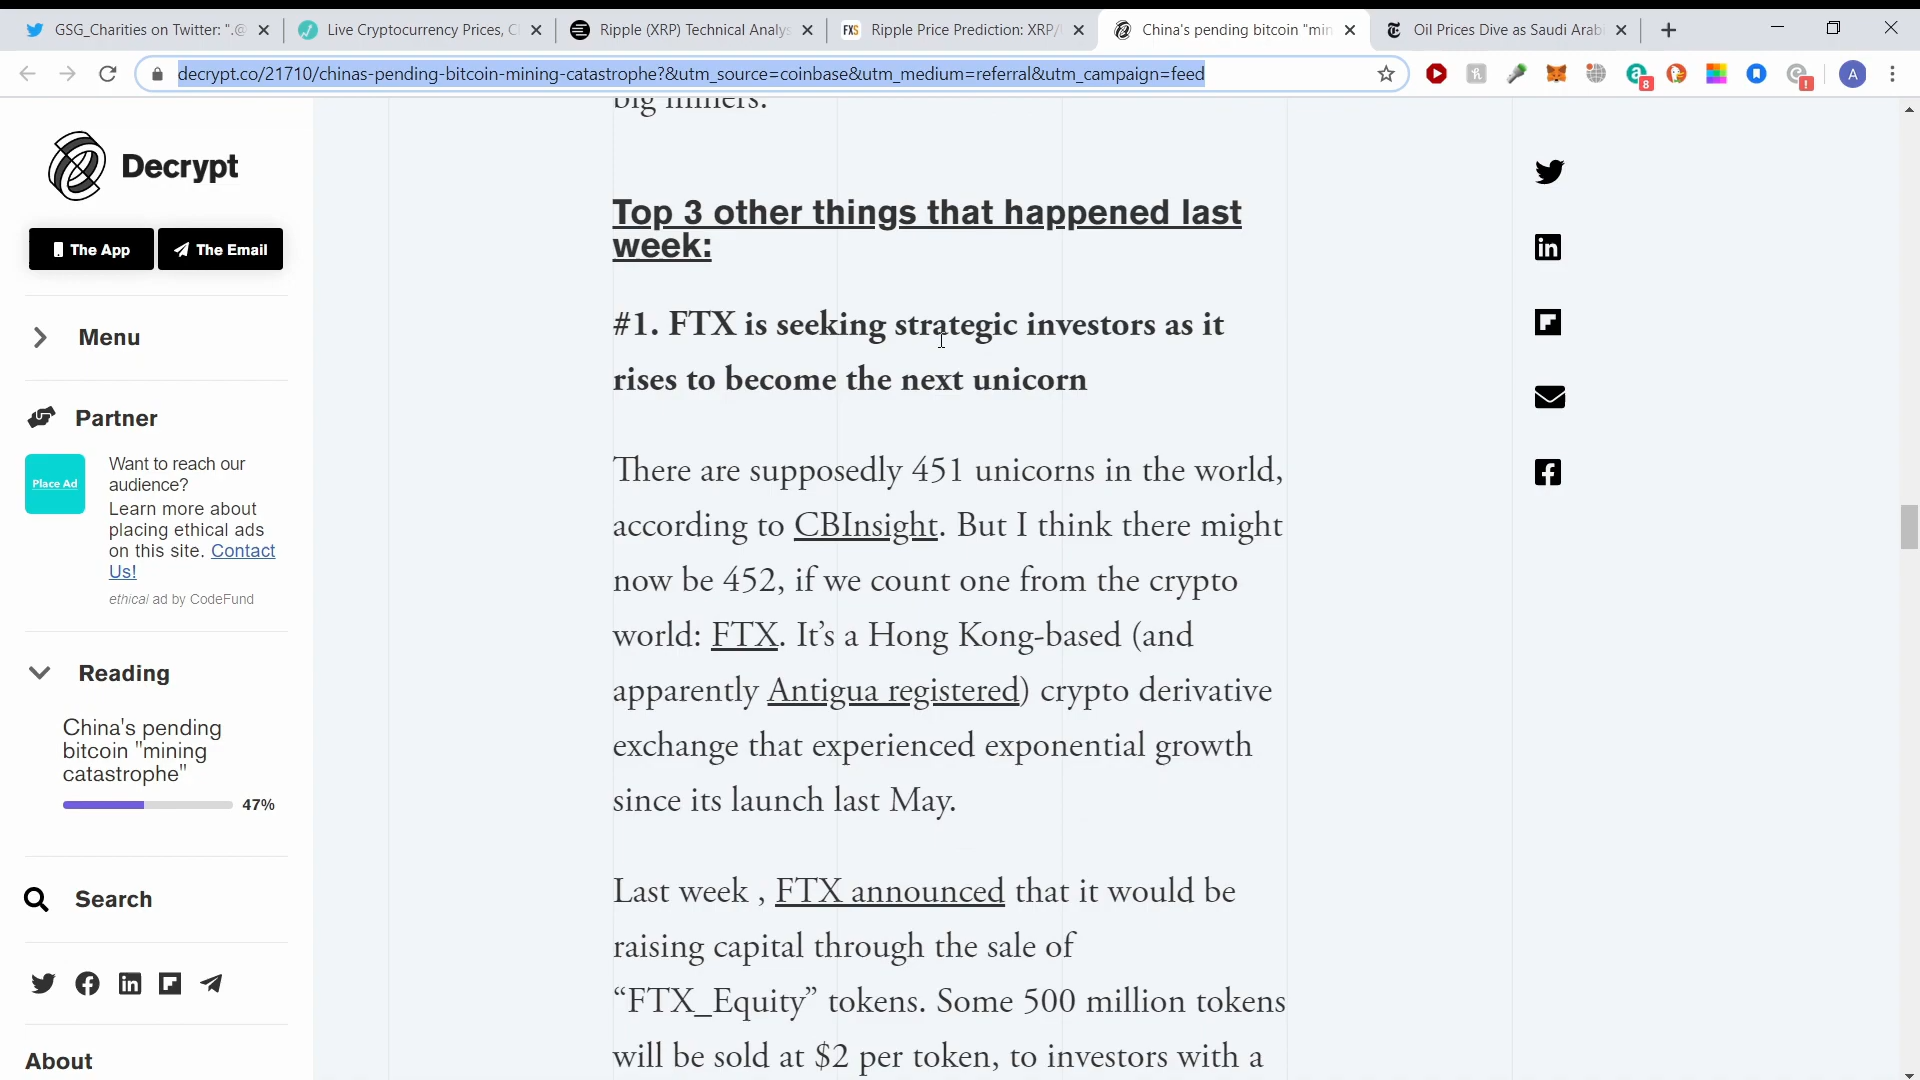 GSG_Charities on Twitter: ".@
Live Cryptocurrency Prices, C
Ripple (XRP) Technical Analys
FXS
Ripple Price Prediction: XRP/
China's pending bitcoin "min
Oil Prices Dive as Saudi Arabi
decrypt.co/21710/chinas-pending-bitcoin-mining-catastrophe?&utm_source=coinbase&utm_medium=referral&utm_campaign=feed
8
!
A
Decrypt
The App
The Email
Menu
Partner
Place Ad
Want to reach our
audience?
Learn more about
placing ethical ads
on this site. Contact
Us!
ethical ad by CodeFund
Reading
China's pending
bitcoin "mining
catastrophe"
47%
Search
About
big miners.
Top 3 other things that happened last
week:
#1. FTX is seeking strategic investors as it
rises to become the next unicorn
There are supposedly 451 unicorns in the world,
according to CBInsight. But I think there might
now be 452, if we count one from the crypto
world: FTX. It’s a Hong Kong-based (and
apparently Antigua registered) crypto derivative
exchange that experienced exponential growth
since its launch last May.
Last week , FTX announced that it would be
raising capital through the sale of
“FTX_Equity” tokens. Some 500 million tokens
will be sold at $2 per token, to investors with a